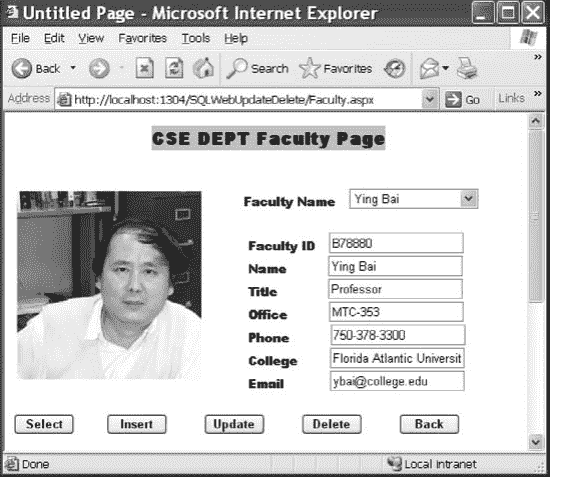 Untitled Page - Microsoft Internet Explorer
File Edit View Favorites Tools Help
Back Search Favorites »
Address http://localhost:1304/SQLWebUpdateDelete/Faculty.aspx Go Links »
CSE DEPT Faculty Page
Faculty Name Ying Bai
Faculty ID B78880
Name Ying Bai
Title Professor
Office MTC-353
Phone 750-378-3300
College Florida Atlantic Universit
Email ybai@college.edu
Select Insert Update Delete Back
Done Local intranet